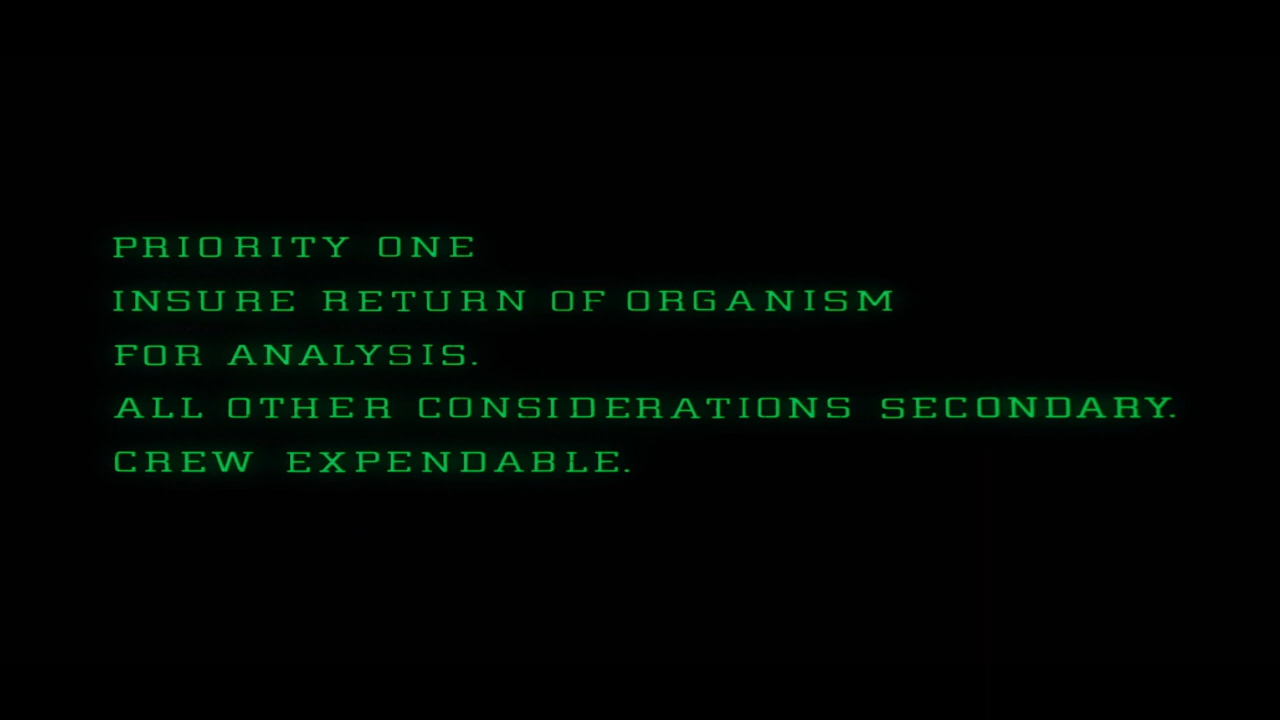 PRIORITY ONE
INSURE RETURN OF ORGANISM
FOR ANALYSIS.
ALL OTHER CONSIDERATIONS SECONDARY.
CREW EXPENDABLE.